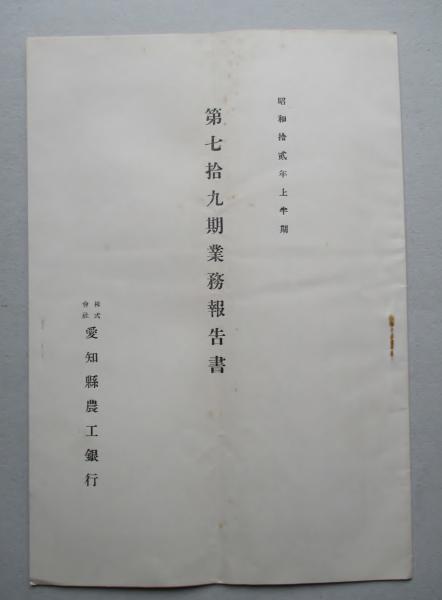 昭和拾貳年上半期
第七拾九期業務報告書
株式會社愛知縣農工銀行